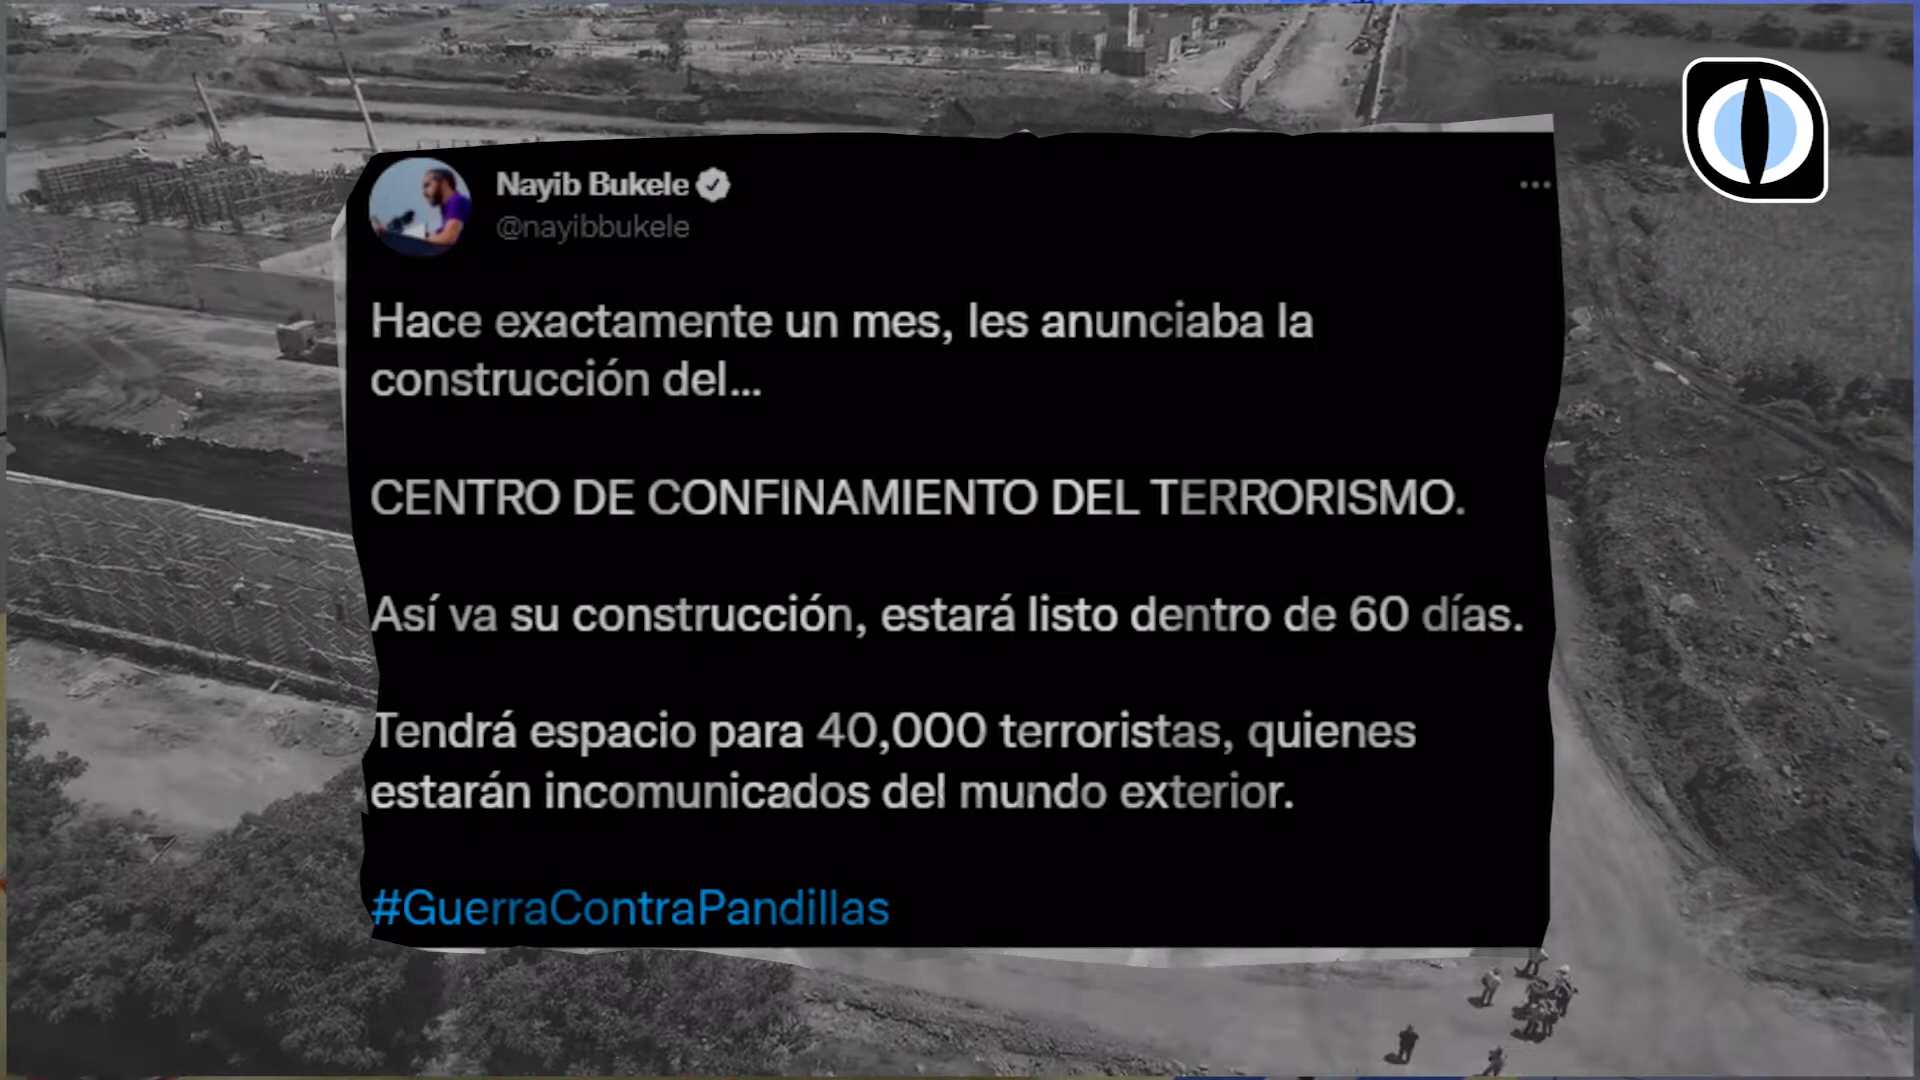 Nayib Bukele
@nayibbukele
Hace exactamente un mes, les anunciaba la
construcción del...
CENTRO DE CONFINAMIENTO DEL TERRORISMO.
Así va su construcción, estará listo dentro de 60 días.
Tendrá espacio para 40,000 terroristas, quienes
estarán incomunicados del mundo exterior.
#GuerraContraPandillas